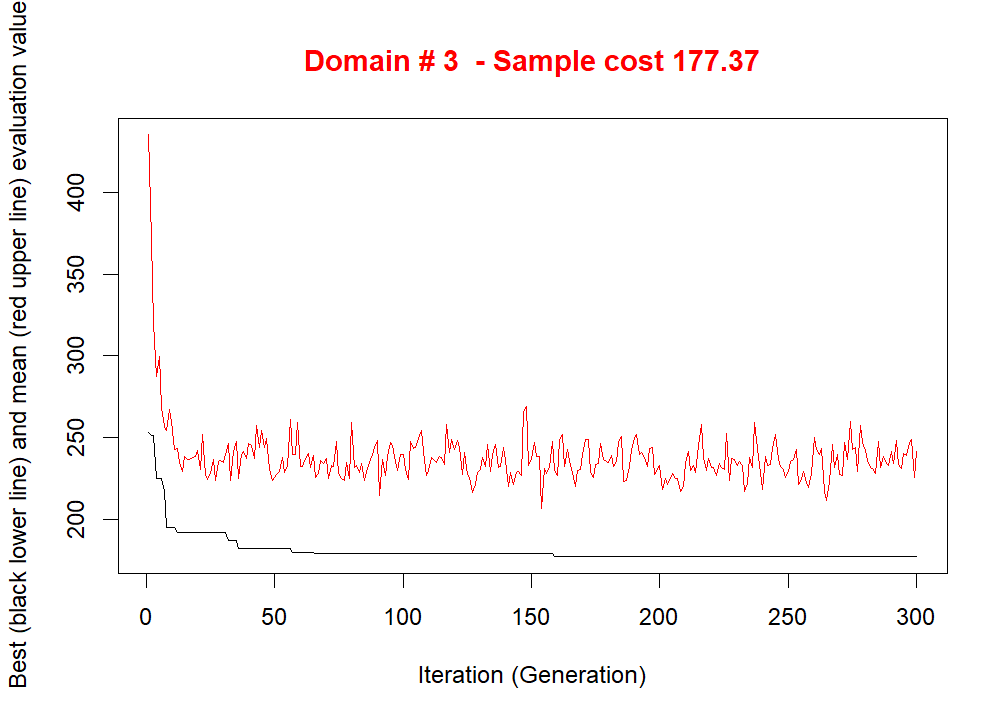 Domain # 3  - Sample cost 177.37
Best (black lower line) and mean (red upper line) evaluation value
400
350
300
250
200
0 50 100 150 200 250 300
Iteration (Generation)